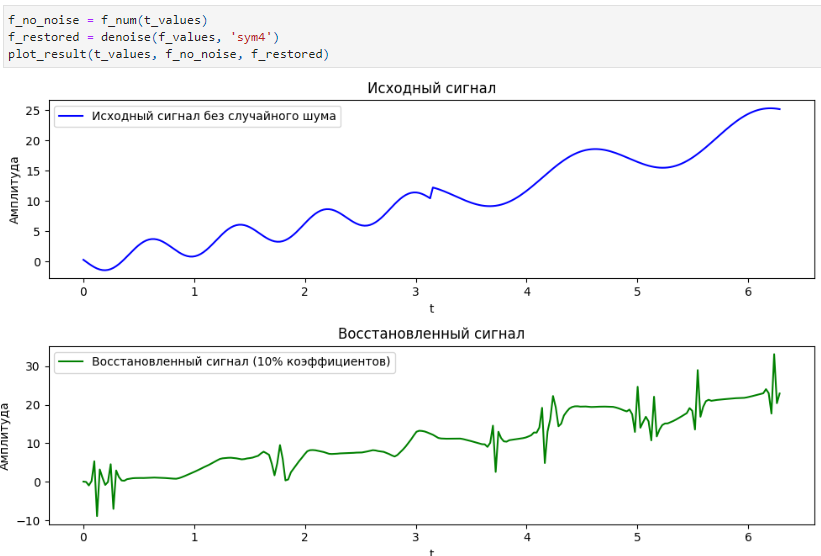 f_no_noise = f_num(t_values)
f_restored = denoise(f_values, 'sym4')
plot_result(t_values, f_no_noise, f_restored)
Исходный сигнал
Исходный сигнал без случайного шума
Амплитуда
25
20
15
10
5
0
0 1 2 3 4 5 6
t
Восстановленный сигнал
Восстановленный сигнал (10% коэффициентов)
Амплитуда
30
20
10
0
−10
0 1 2 3 4 5 6
t